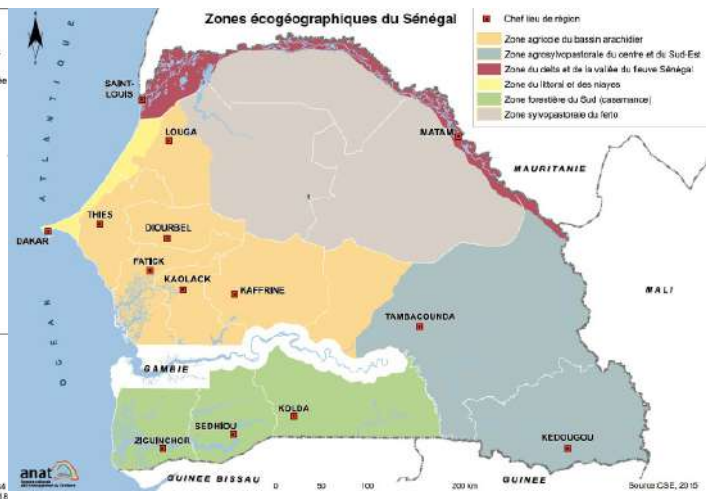 Zones écogéographiques du Sénégal
Chef lieu de région
Zone agricole du bassin arachidier
Zone agrosylvopastorale du centre et du Sud-Est
Zone du delta et de la vallée du fleuve Sénégal
Zone du littoral et des niayes
Zone forestière du Sud (casamance)
Zone sylvopastorale du ferlo
SAINT-
LOUIS
LOUGA
MATAM
MAURITANIE
OCEAN ATLANTIQUE
THIES
DIOURBEL
DAKAR
FATICK
KAOLACK
KAFFRINE
MALI
TAMBACOUNDA
GAMBIE
KOLDA
SEDHIOU
ZIGUINCHOR
KEDOUGOU
anat
GUINEE BISSAU
GUINEE
0 50 100 200 km
Source:CSE, 2015